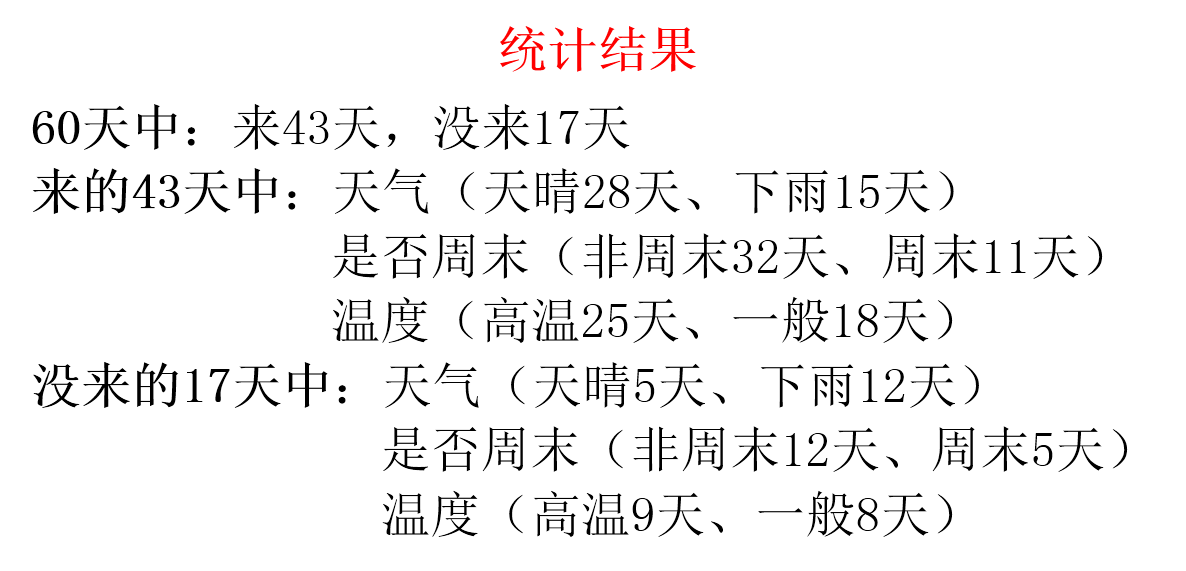 统计结果
60天中：来43天，没来17天
来的43天中：天气（天晴28天、下雨15天）
是否周末（非周末32天、周末11天）
温度（高温25天、一般18天）
没来的17天中：天气（天晴5天、下雨12天）
是否周末（非周末12天、周末5天）
温度（高温9天、一般8天）